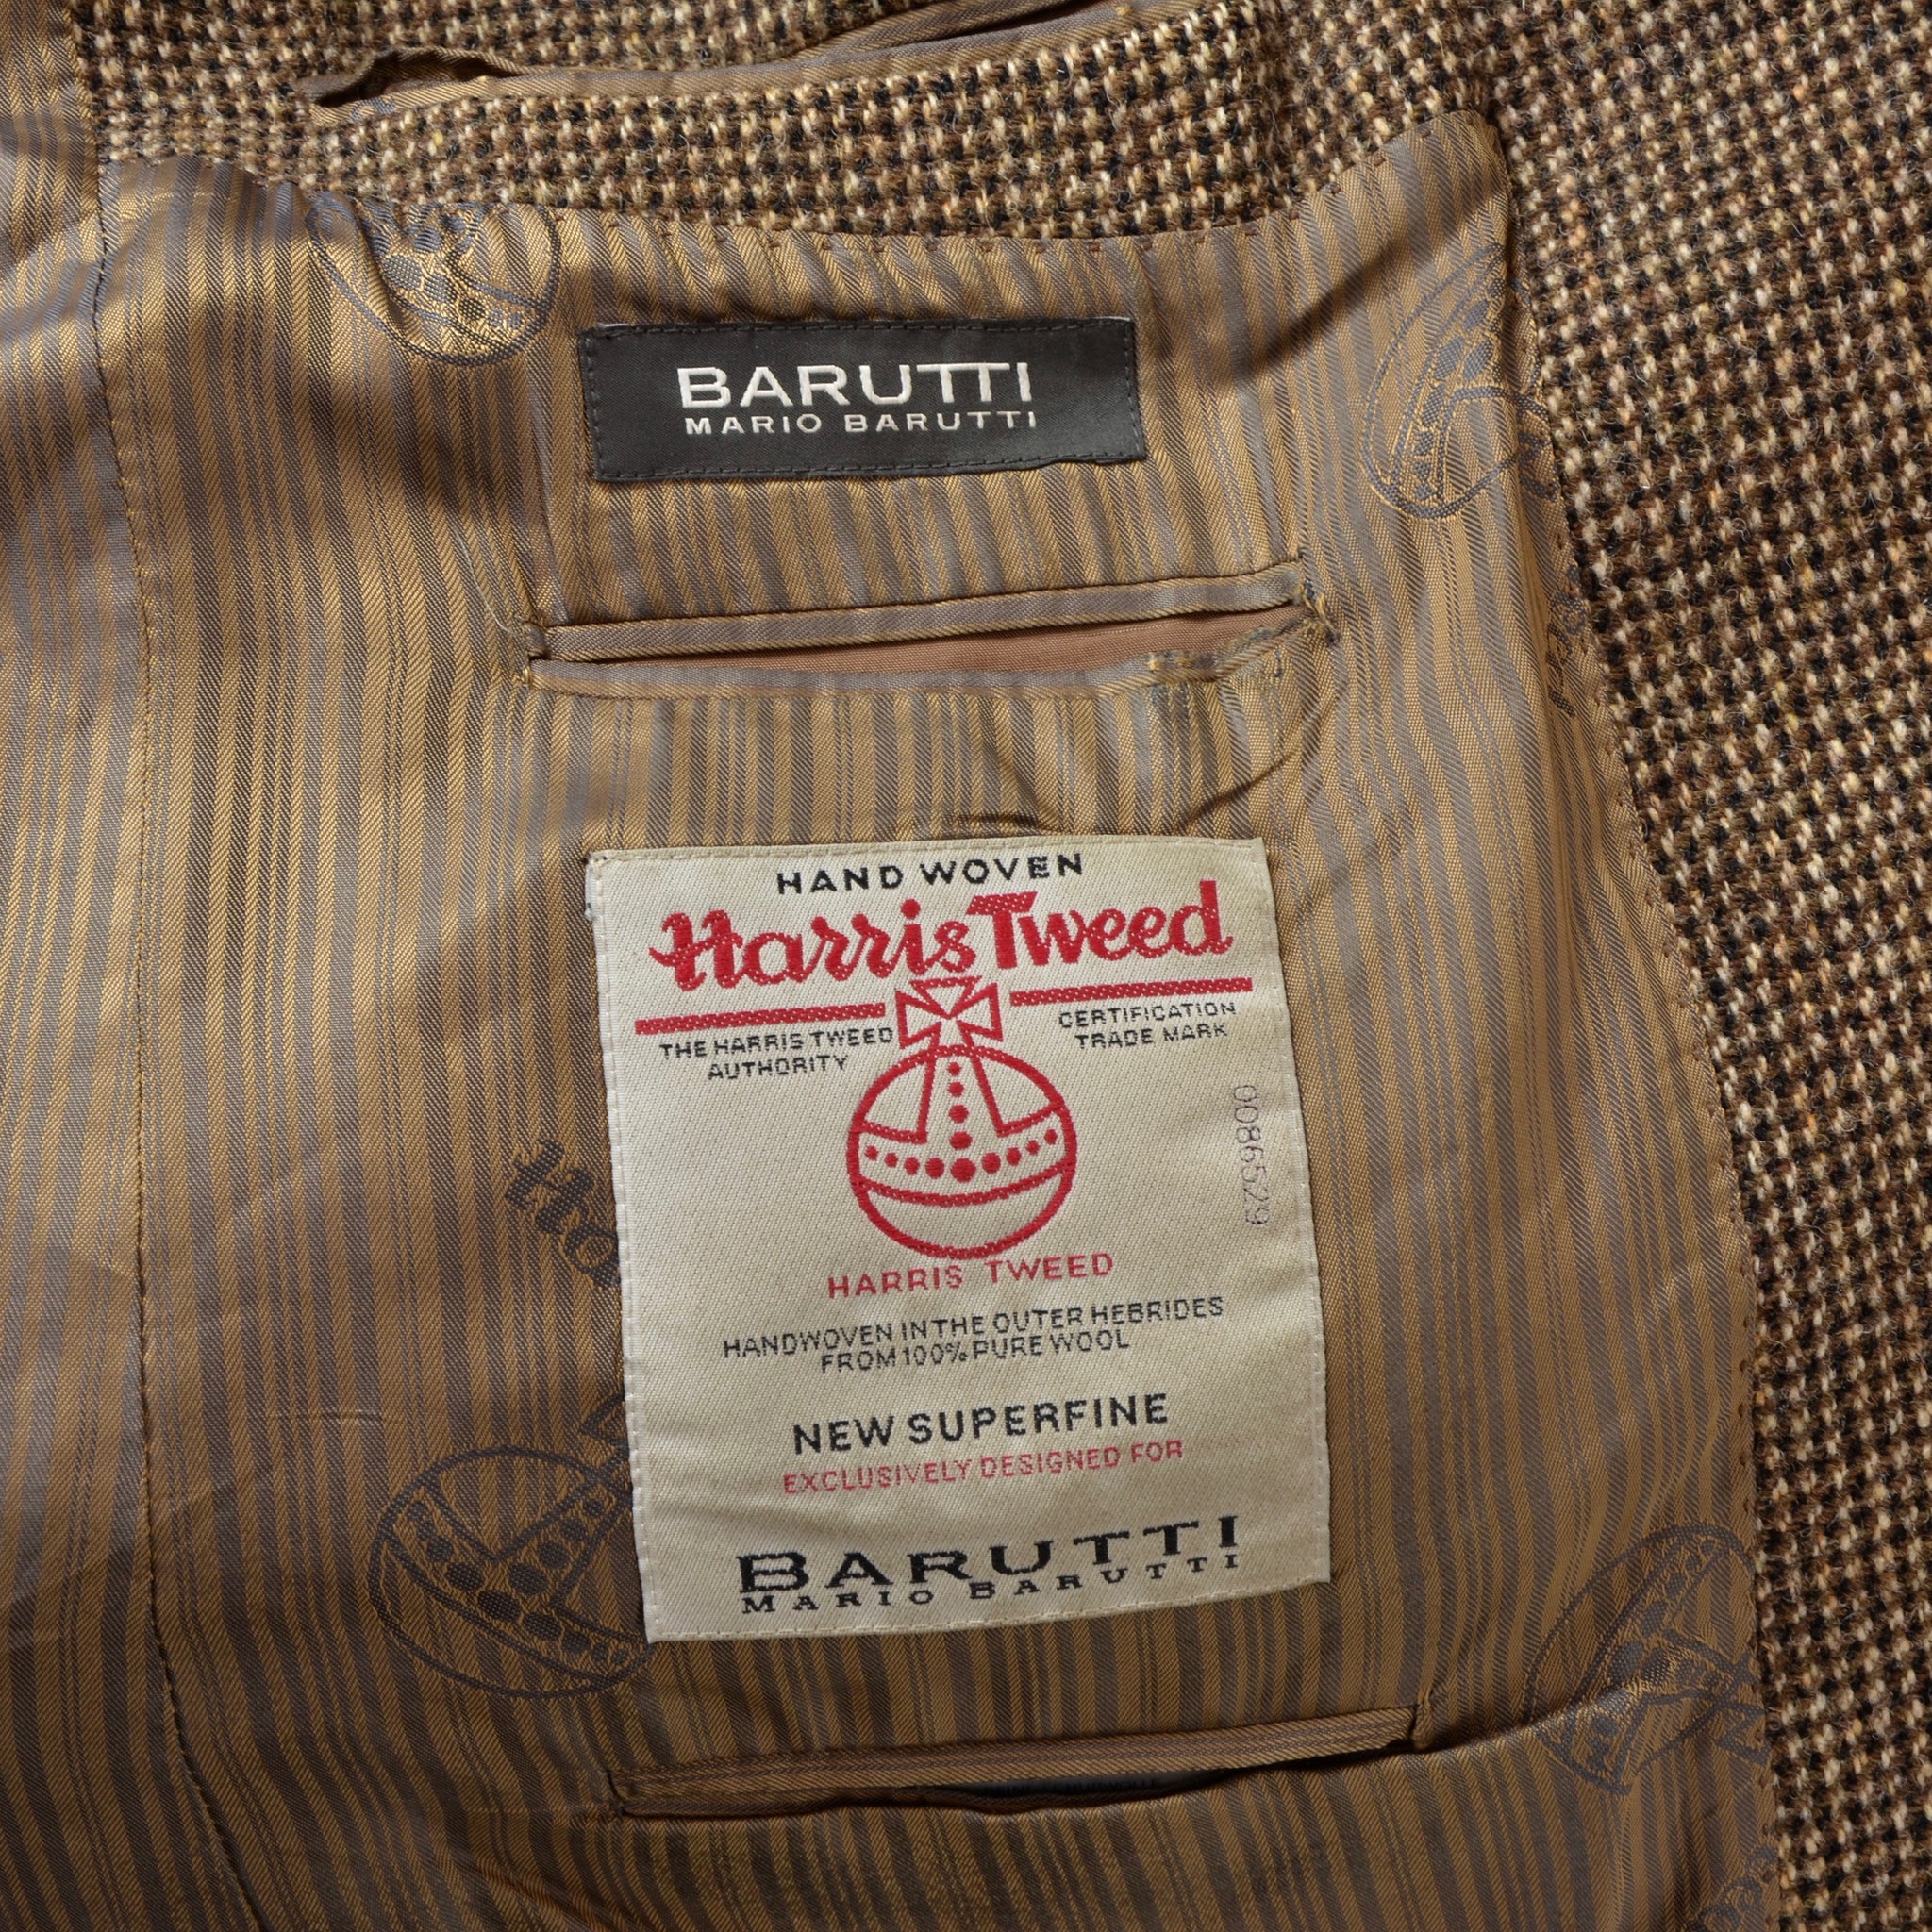 BARUTTI
MARIO BARUTTI
HAND WOVEN
Harris Tweed
THE HARRIS TWEED
AUTHORITY
CERTIFICATION
TRADE MARK
0086529
HARRIS TWEED
HANDWOVEN IN THE OUTER HEBRIDES
FROM 100% PURE WOOL
NEW SUPERFINE
EXCLUSIVELY DESIGNED FOR
BARUTTI
MARIO BARUTTI